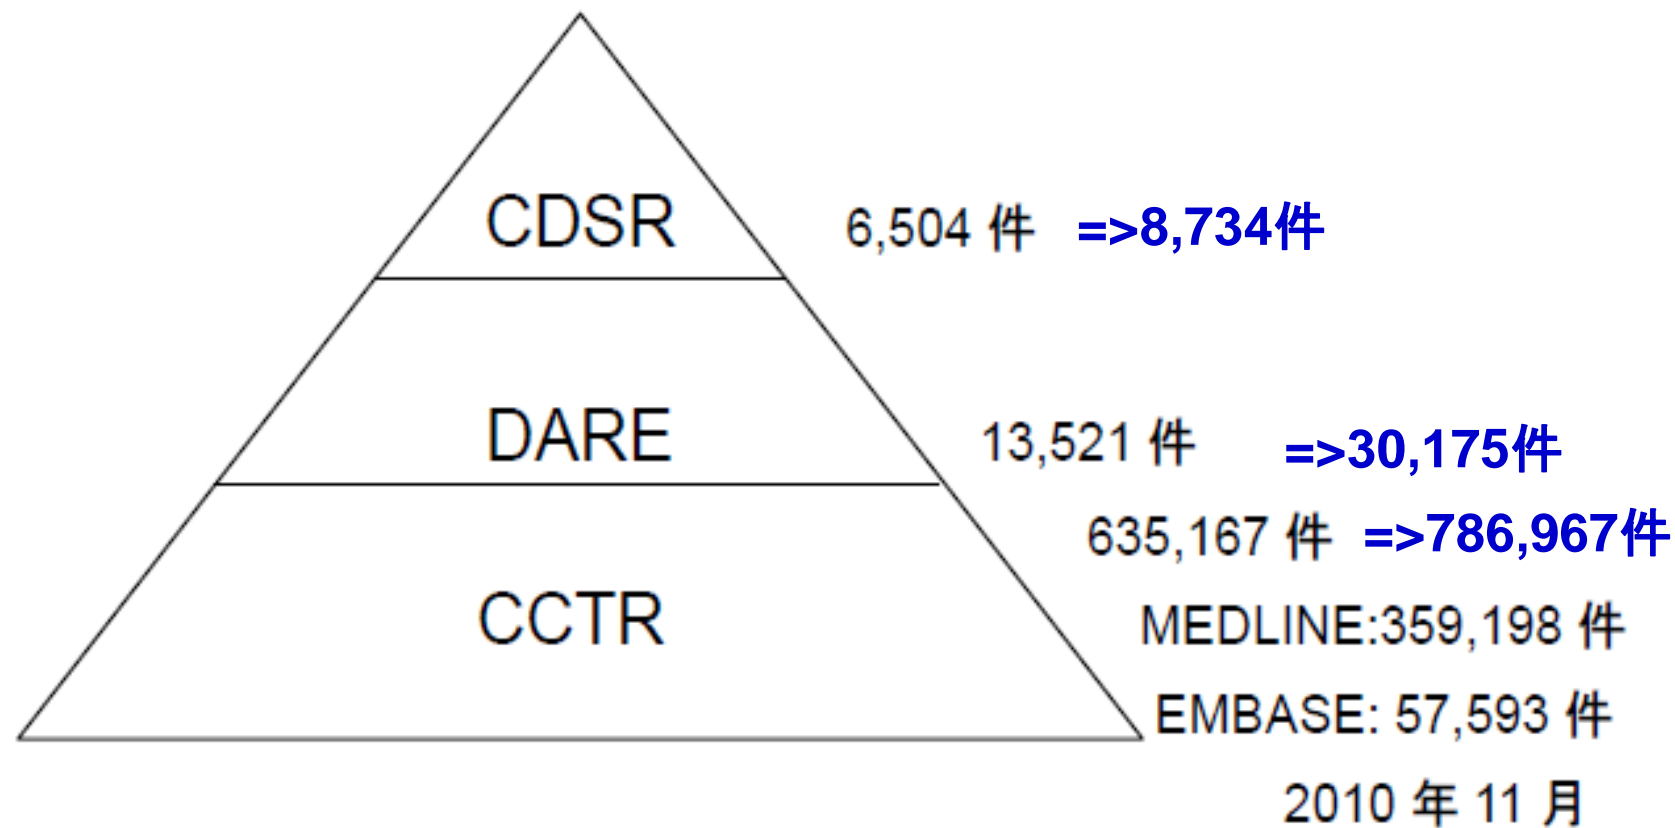 CDSR 6,504 件 =>8,734件
DARE 13,521 件 =>30,175件
635,167 件 =>786,967件
CCTR MEDLINE:359,198 件
EMBASE: 57,593 件
2010 年 11 月